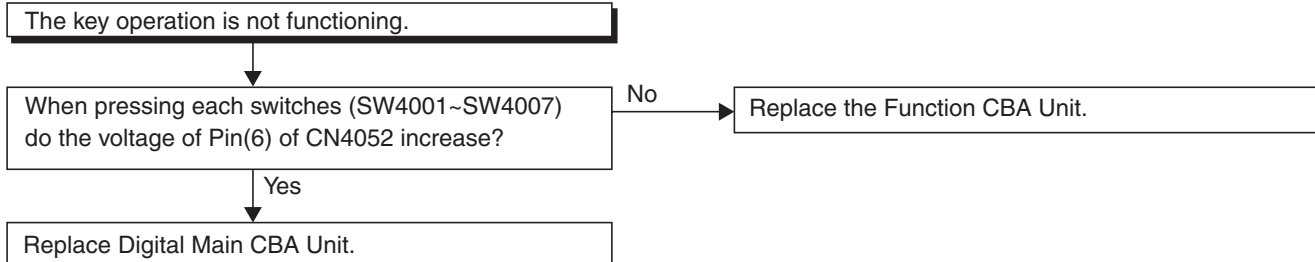 The key operation is not functioning.
When pressing each switches (SW4001~SW4007)
do the voltage of Pin(6) of CN4052 increase?
No
Replace the Function CBA Unit.
Yes
Replace Digital Main CBA Unit.